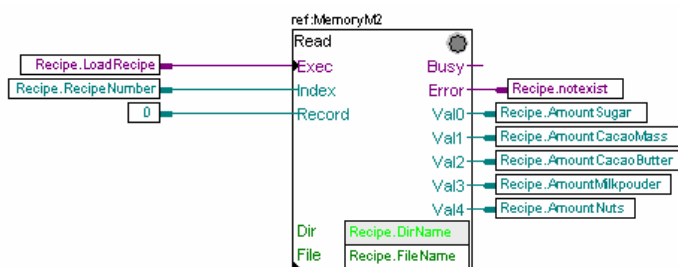 ref:MemoryM2
Read
Recipe.LoadRecipe Exec Busy
Recipe.RecipeNumber Index Error Recipe.notexist
0 Record Val0 Recipe.AmountSugar
Val1 Recipe.AmountCacaoMass
Val2 Recipe.AmountCacaoButter
Val3 Recipe.AmountMilkpouder
Val4 Recipe.AmountNuts
Dir Recipe.DirName
File Recipe.FileName